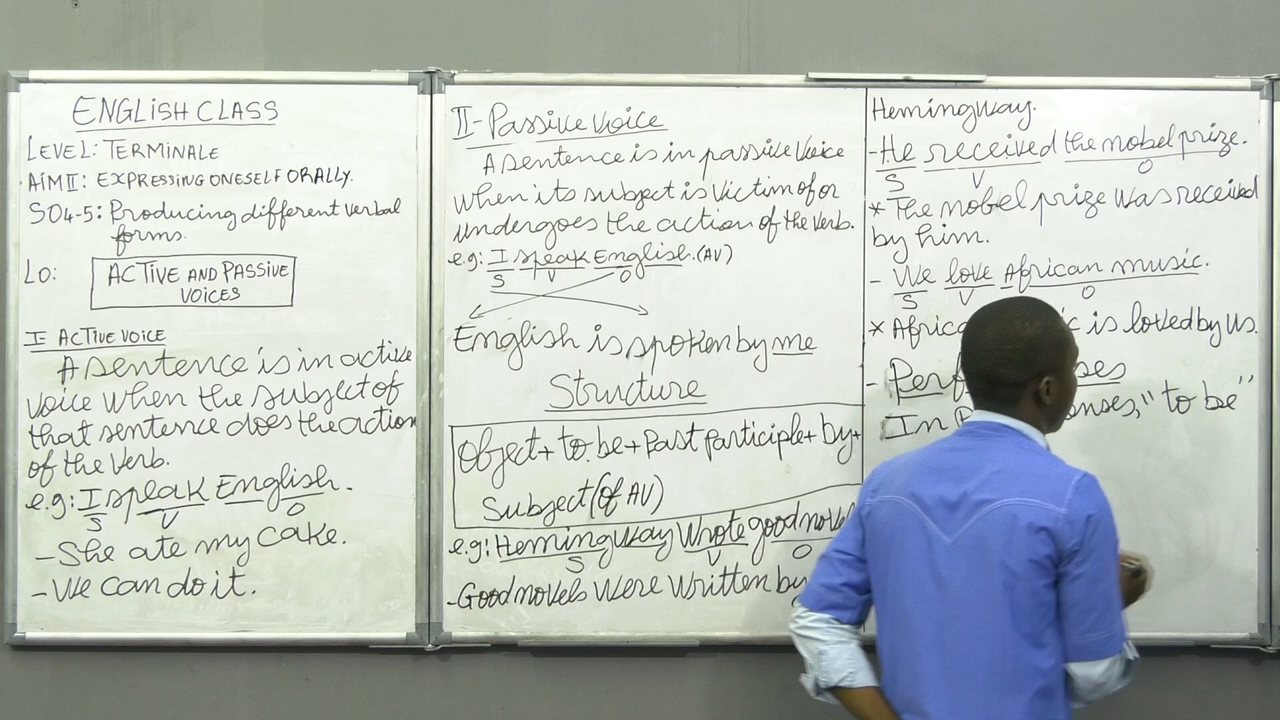 ENGLISH CLASS
LEVEL: TERMINALE
AIM II: EXPRESSING ONESELF ORALLY.
SO4-5: Producing different verbal
forms.
LO:
ACTIVE AND PASSIVE
VOICES
I- ACTIVE VOICE
A sentence is in active
voice when the subject of
that sentence does the action
of the verb.
e.g: I speak English.
S V O
- She ate my cake.
- We can do it.
II- Passive voice
A sentence is in passive voice
when its subject is victim of or
undergoes the action of the verb.
e.g: I speak English. (AV)
S V O
English is spoken by me
Structure
Object + to be + Past participle + by +
Subject (of AV)
e.g: Hemingway wrote good novel
S V O
- Good novels were written by
Hemingway.
- He received the nobel prize.
S V O
* The nobel prize was received
by him.
- We love African music.
S V O
* is loved by us.
-
In "to be"